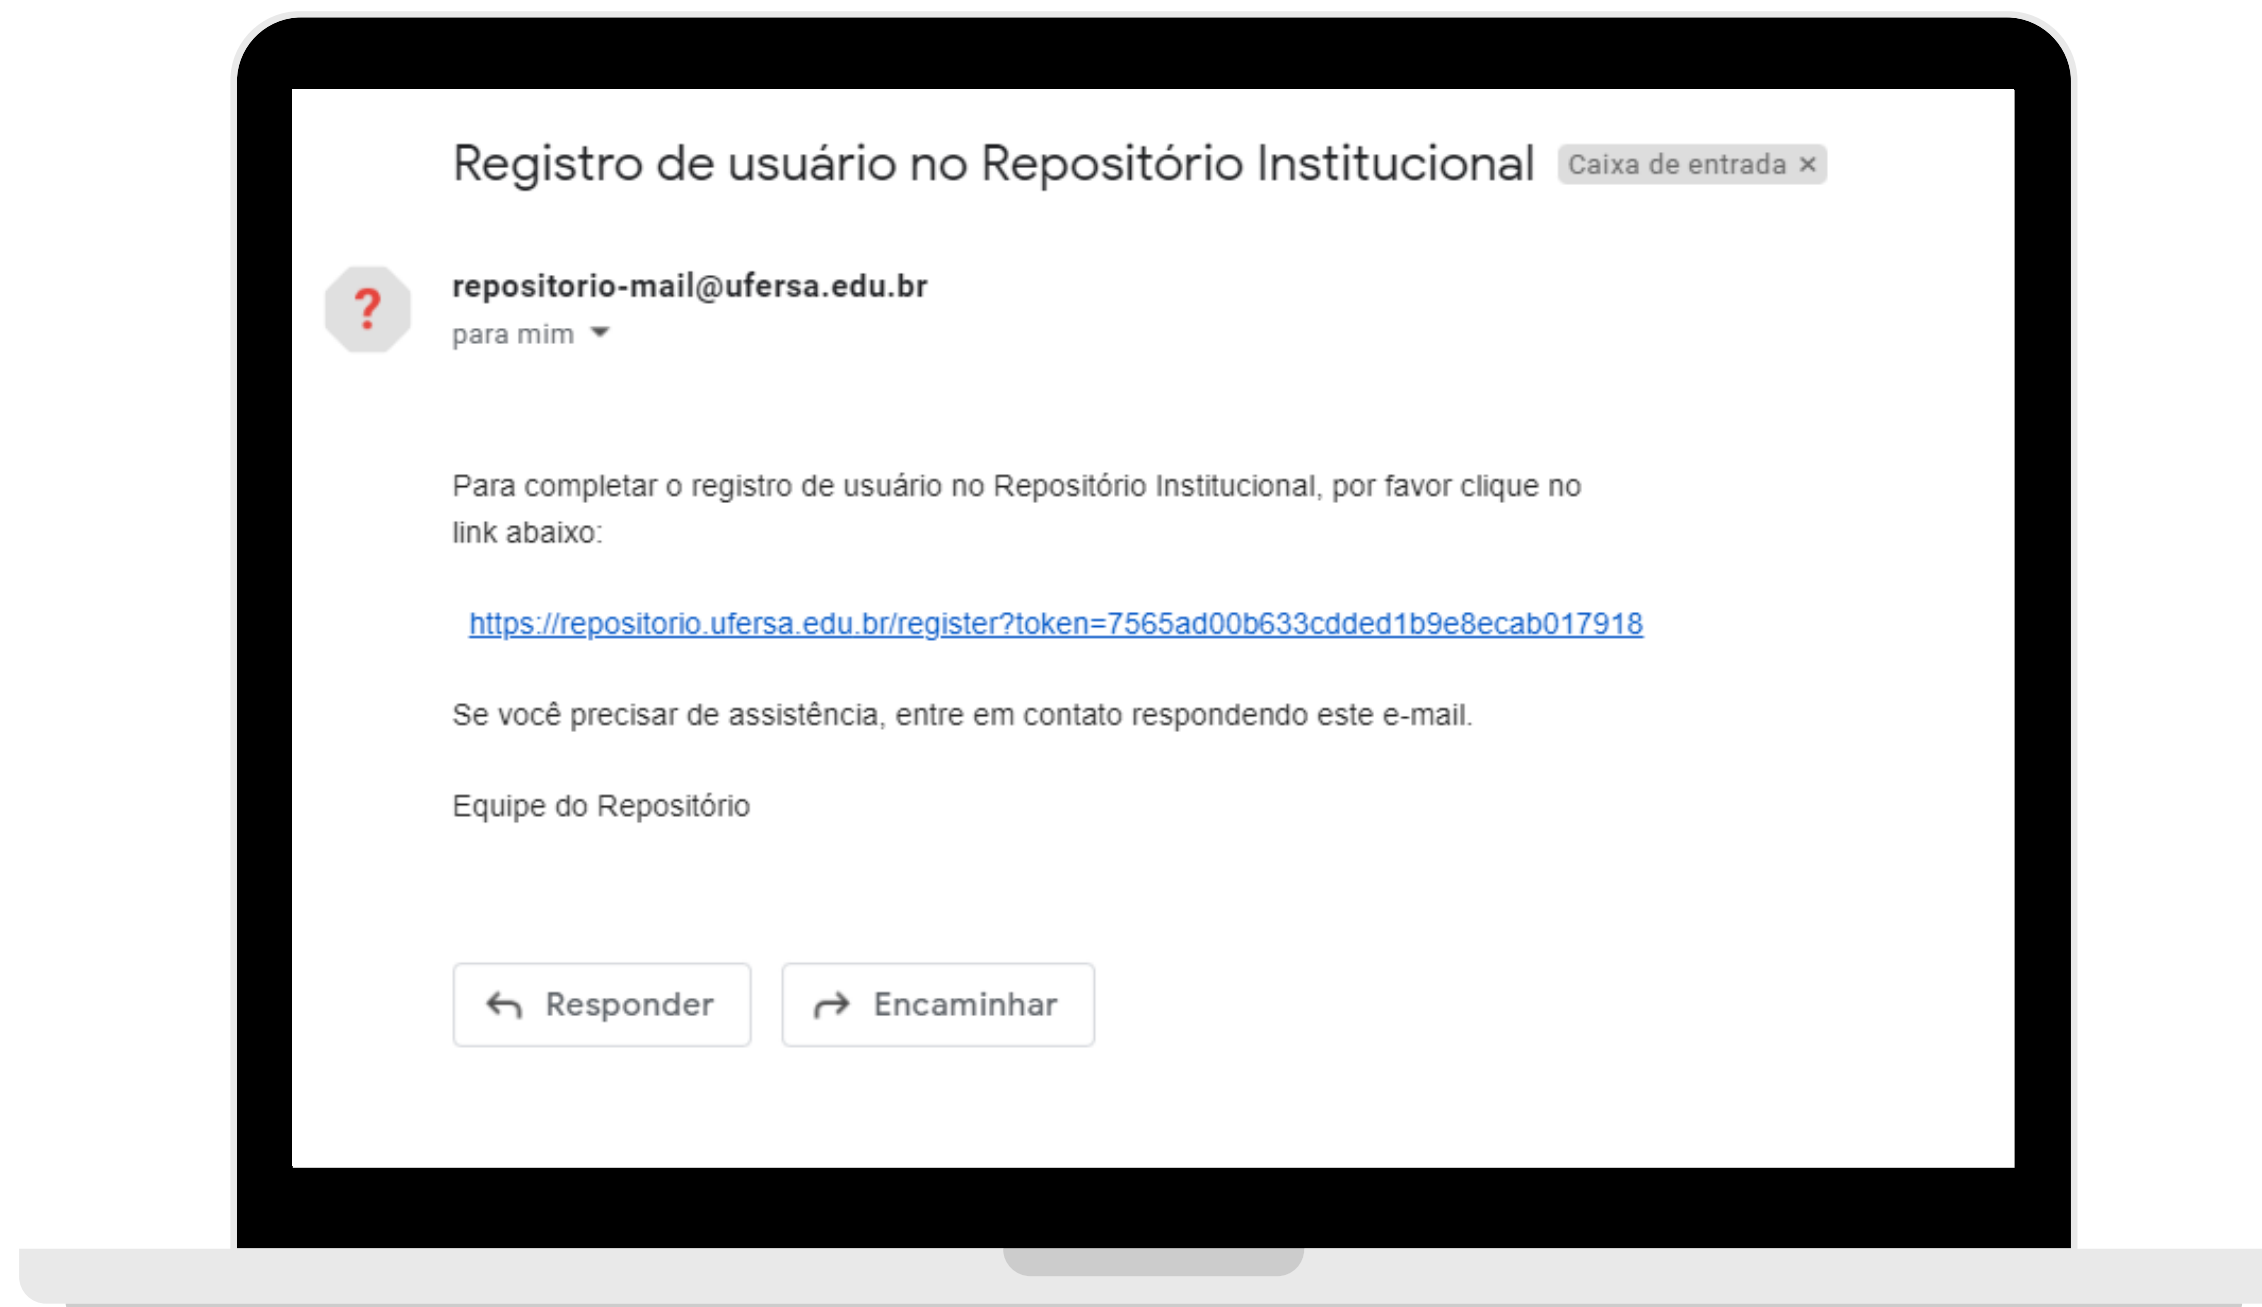 Registro de usuário no Repositório Institucional Caixa de entrada ×
?
repositorio-mail@ufersa.edu.br
para mim
Para completar o registro de usuário no Repositório Institucional, por favor clique no
link abaixo:
https://repositorio.ufersa.edu.br/register?token=7565ad00b633cdded1b9e8ecab017918
Se você precisar de assistência, entre em contato respondendo este e-mail.
Equipe do Repositório
Responder Encaminhar